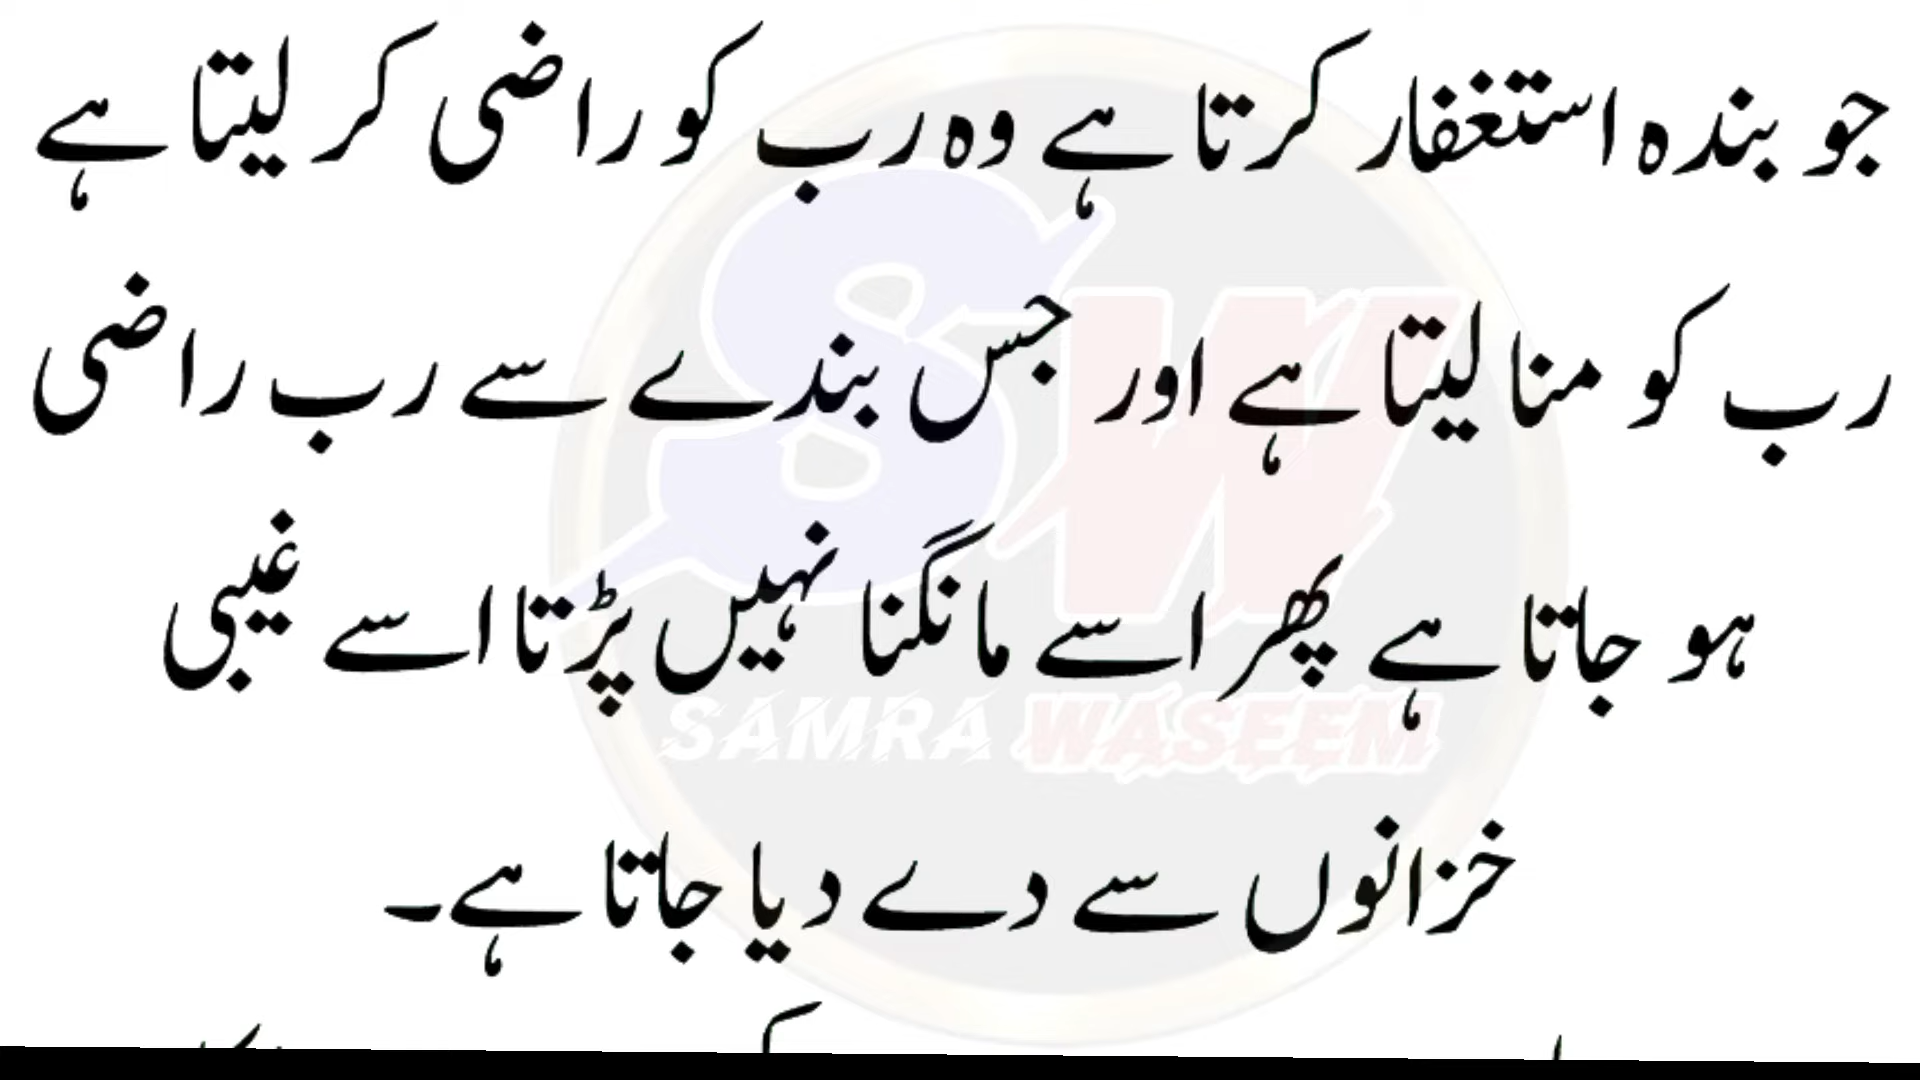 جو بندہ استغفار کرتا ہے وہ رب کو راضی کر لیتا ہے
رب کو منا لیتا ہے اور جس بندے سے رب راضی
ہو جاتا ہے پھر اسے مانگنا نہیں پڑتا اسے غیبی
SAMRA WASEEM
خزانوں سے دے دیا جاتا ہے۔